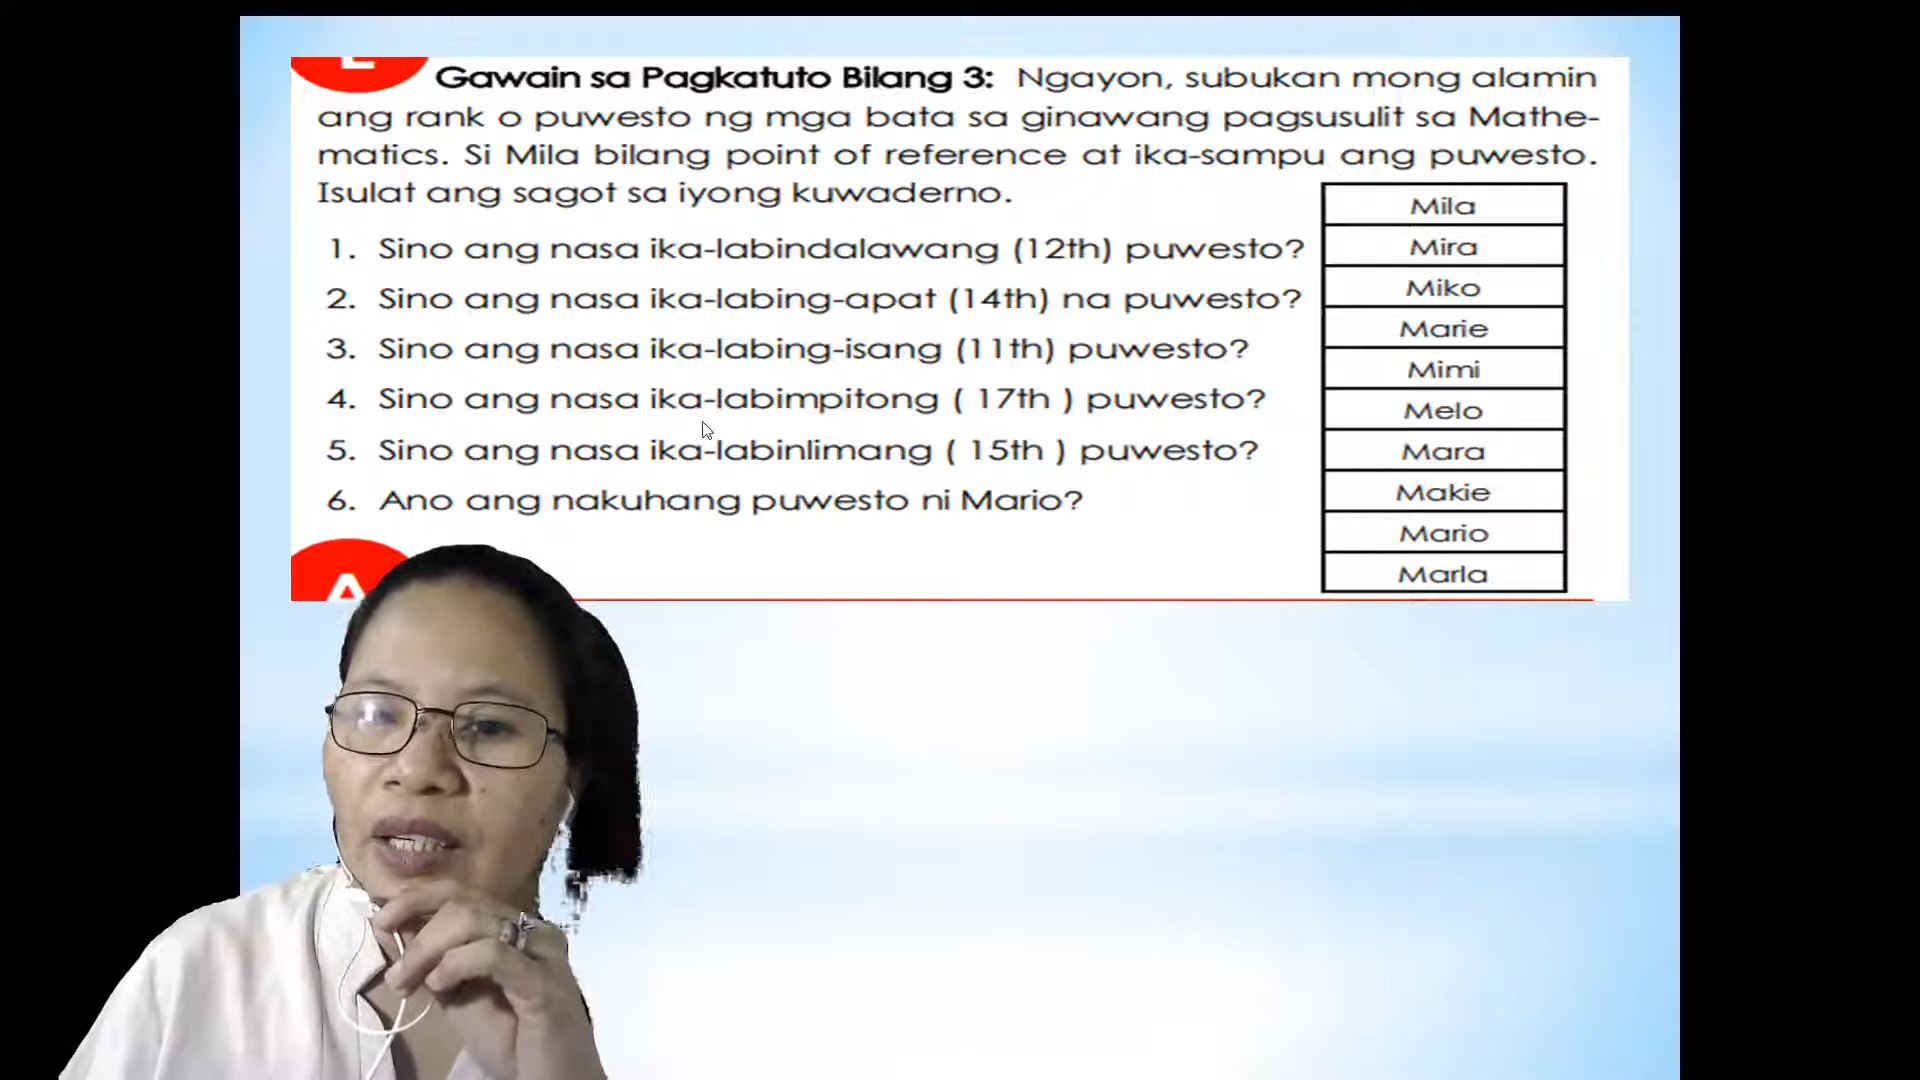 L
Gawain sa Pagkatuto Bilang 3: Ngayon, subukan mong alamin
ang rank o puwesto ng mga bata sa ginawang pagsusulit sa Mathe-
matics. Si Mila bilang point of reference at ika-sampu ang puwesto.
Isulat ang sagot sa iyong kuwaderno.
1. Sino ang nasa ika-labindalawang (12th) puwesto?
2. Sino ang nasa ika-labing-apat (14th) na puwesto?
3. Sino ang nasa ika-labing-isang (11th) puwesto?
4. Sino ang nasa ika-labimpitong ( 17th ) puwesto?
5. Sino ang nasa ika-labinlimang ( 15th ) puwesto?
6. Ano ang nakuhang puwesto ni Mario?
Mila
Mira
Miko
Marie
Mimi
Melo
Mara
Makie
Mario
Marla
A